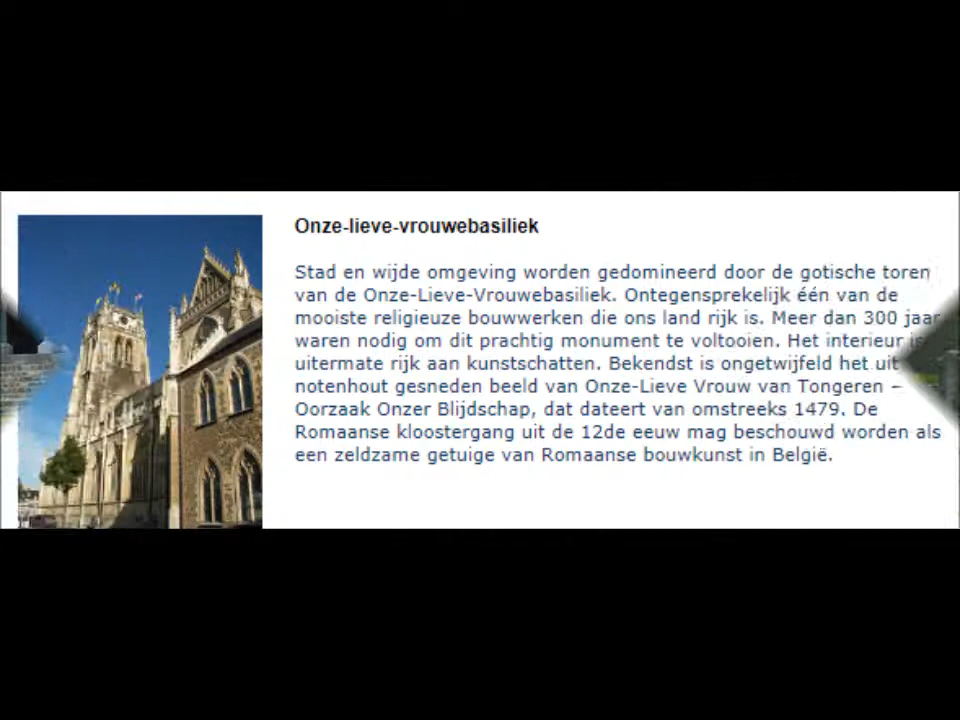 Onze-lieve-vrouwebasiliek
Stad en wijde omgeving worden gedomineerd door de gotische toren
van de Onze-Lieve-Vrouwebasiliek. Ontegensprekelijk één van de
mooiste religieuze bouwwerken die ons land rijk is. Meer dan 300 jaar
waren nodig om dit prachtig monument te voltooien. Het interieur is
uitermate rijk aan kunstschatten. Bekendst is ongetwijfeld het uit
notenhout gesneden beeld van Onze-Lieve Vrouw van Tongeren –
Oorzaak Onzer Blijdschap, dat dateert van omstreeks 1479. De
Romaanse kloostergang uit de 12de eeuw mag beschouwd worden als
een zeldzame getuige van Romaanse bouwkunst in België.